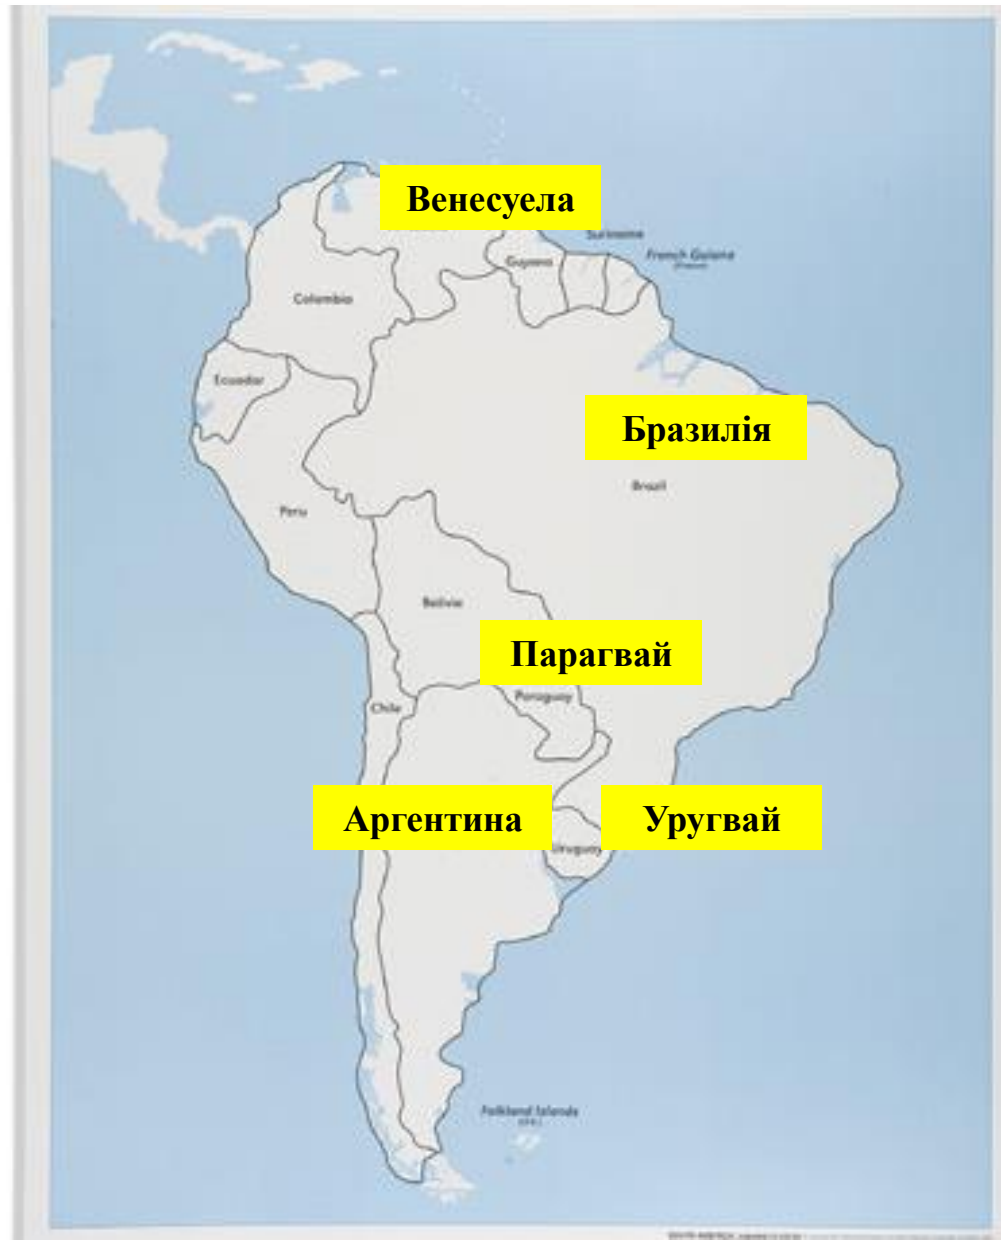 Венесуела
Suriname
French Guiana
(France)
Guyana
Colombia
Ecuador
Бразилія
Brazil
Peru
Bolivia
Парагвай
Paraguay
Chile
Аргентина
Уругвай
Uruguay
Falkland Islands
(U.K.)